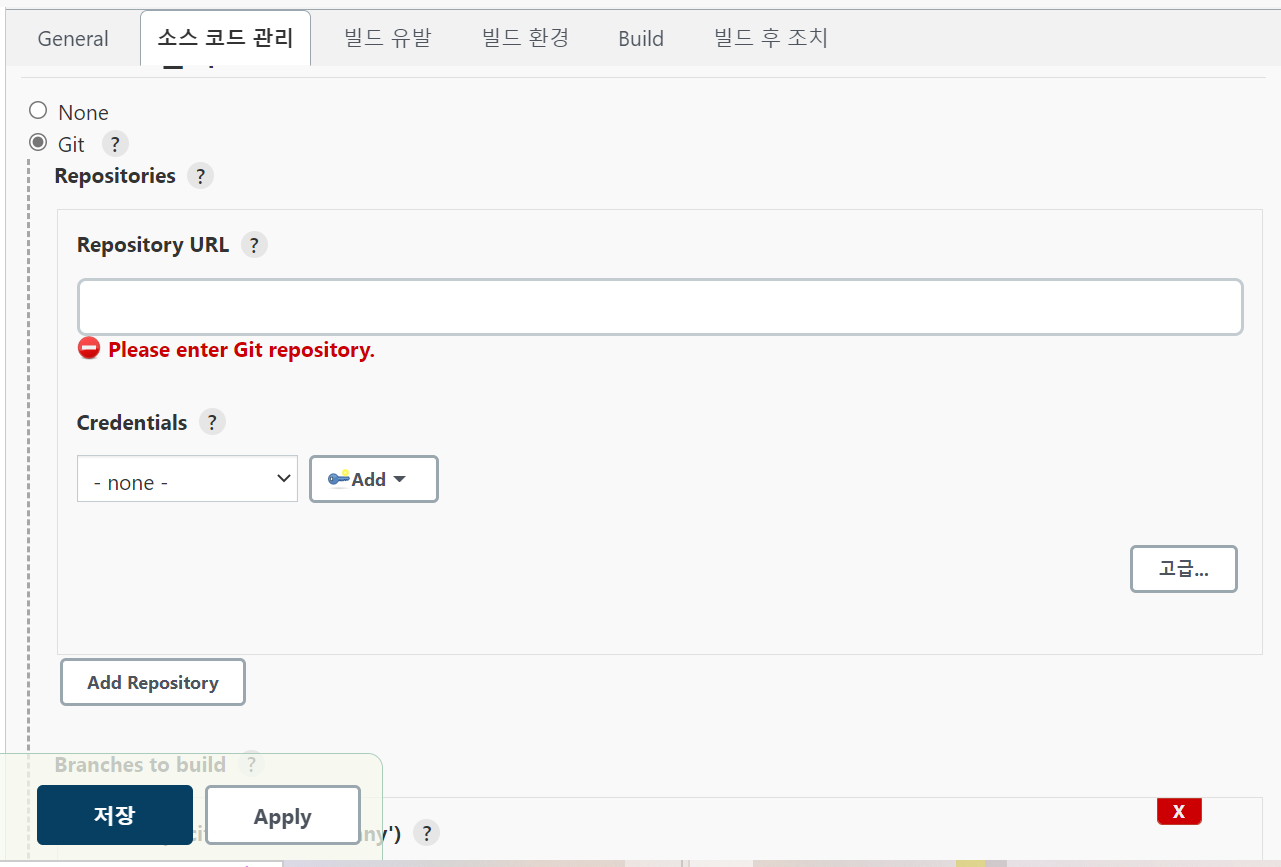 General 소스 코드 관리 빌드 유발 빌드 환경 Build 빌드 후 조치
None
Git ?
Repositories ?
Repository URL ?
Please enter Git repository.
Credentials ?
- none - Add
고급...
Add Repository
Branches to build ?
X
저장 Apply ny') ?